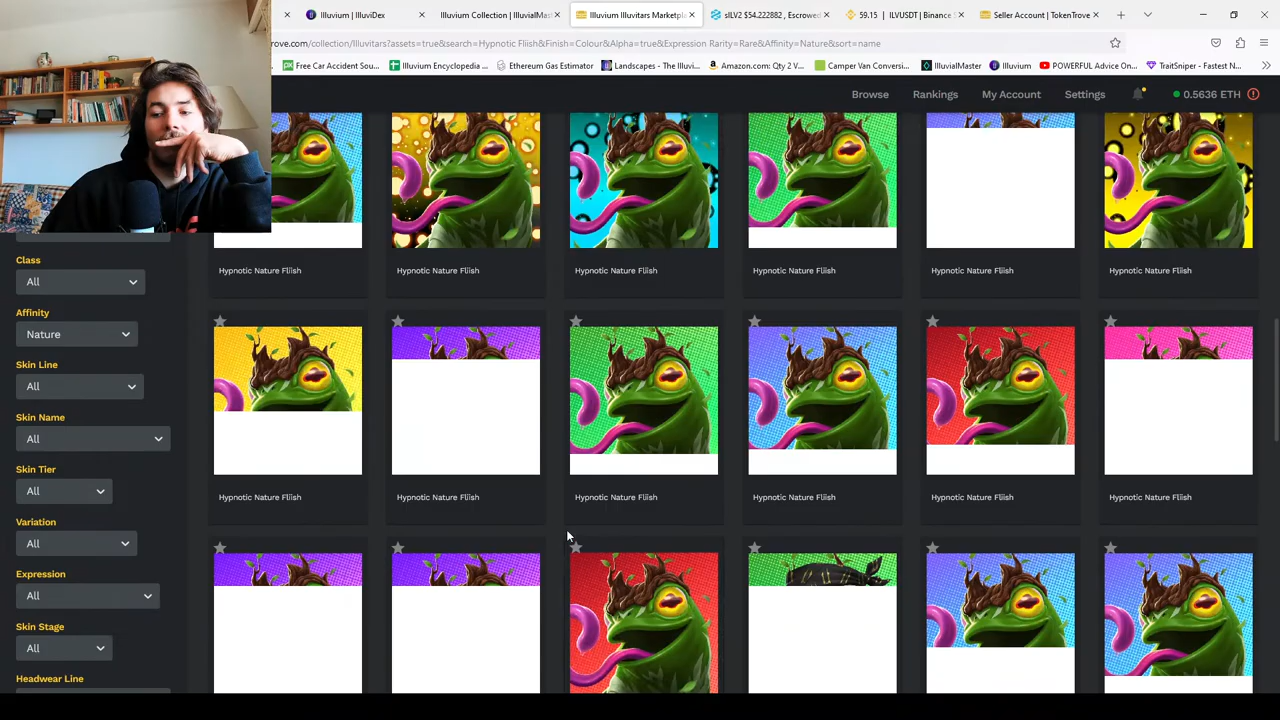 Illuvium | IlluviDex
Illuvium Collection | IlluvialMast
Illuvium Illuvitars Marketpla
sILV2 $54.222882 , Escrowed
59.15 | ILVUSDT | Binance
Seller Account | TokenTrove
ve.com/collection/Illuvitars?assets=true&search=Hypnotic Fliish&Finish=Colour&Alpha=true&Expression Rarity=Rare&Affinity=Nature&sort=name
Free Car Accident Sou...
Illuvium Encyclopedia ...
Ethereum Gas Estimator
Landscapes - The Illuvi...
Amazon.com: Qty 2 V...
Camper Van Conversi...
IlluvialMaster
Illuvium
POWERFUL Advice On...
TraitSniper - Fastest N...
Browse
Rankings
My Account
Settings
0.5636 ETH
Hypnotic Nature Fliish
Hypnotic Nature Fliish
Hypnotic Nature Fliish
Hypnotic Nature Fliish
Hypnotic Nature Fliish
Hypnotic Nature Fliish
Class
All
Affinity
Nature
Skin Line
All
Skin Name
All
Skin Tier
All
Variation
All
Expression
All
Skin Stage
All
Headwear Line
Hypnotic Nature Fliish
Hypnotic Nature Fliish
Hypnotic Nature Fliish
Hypnotic Nature Fliish
Hypnotic Nature Fliish
Hypnotic Nature Fliish